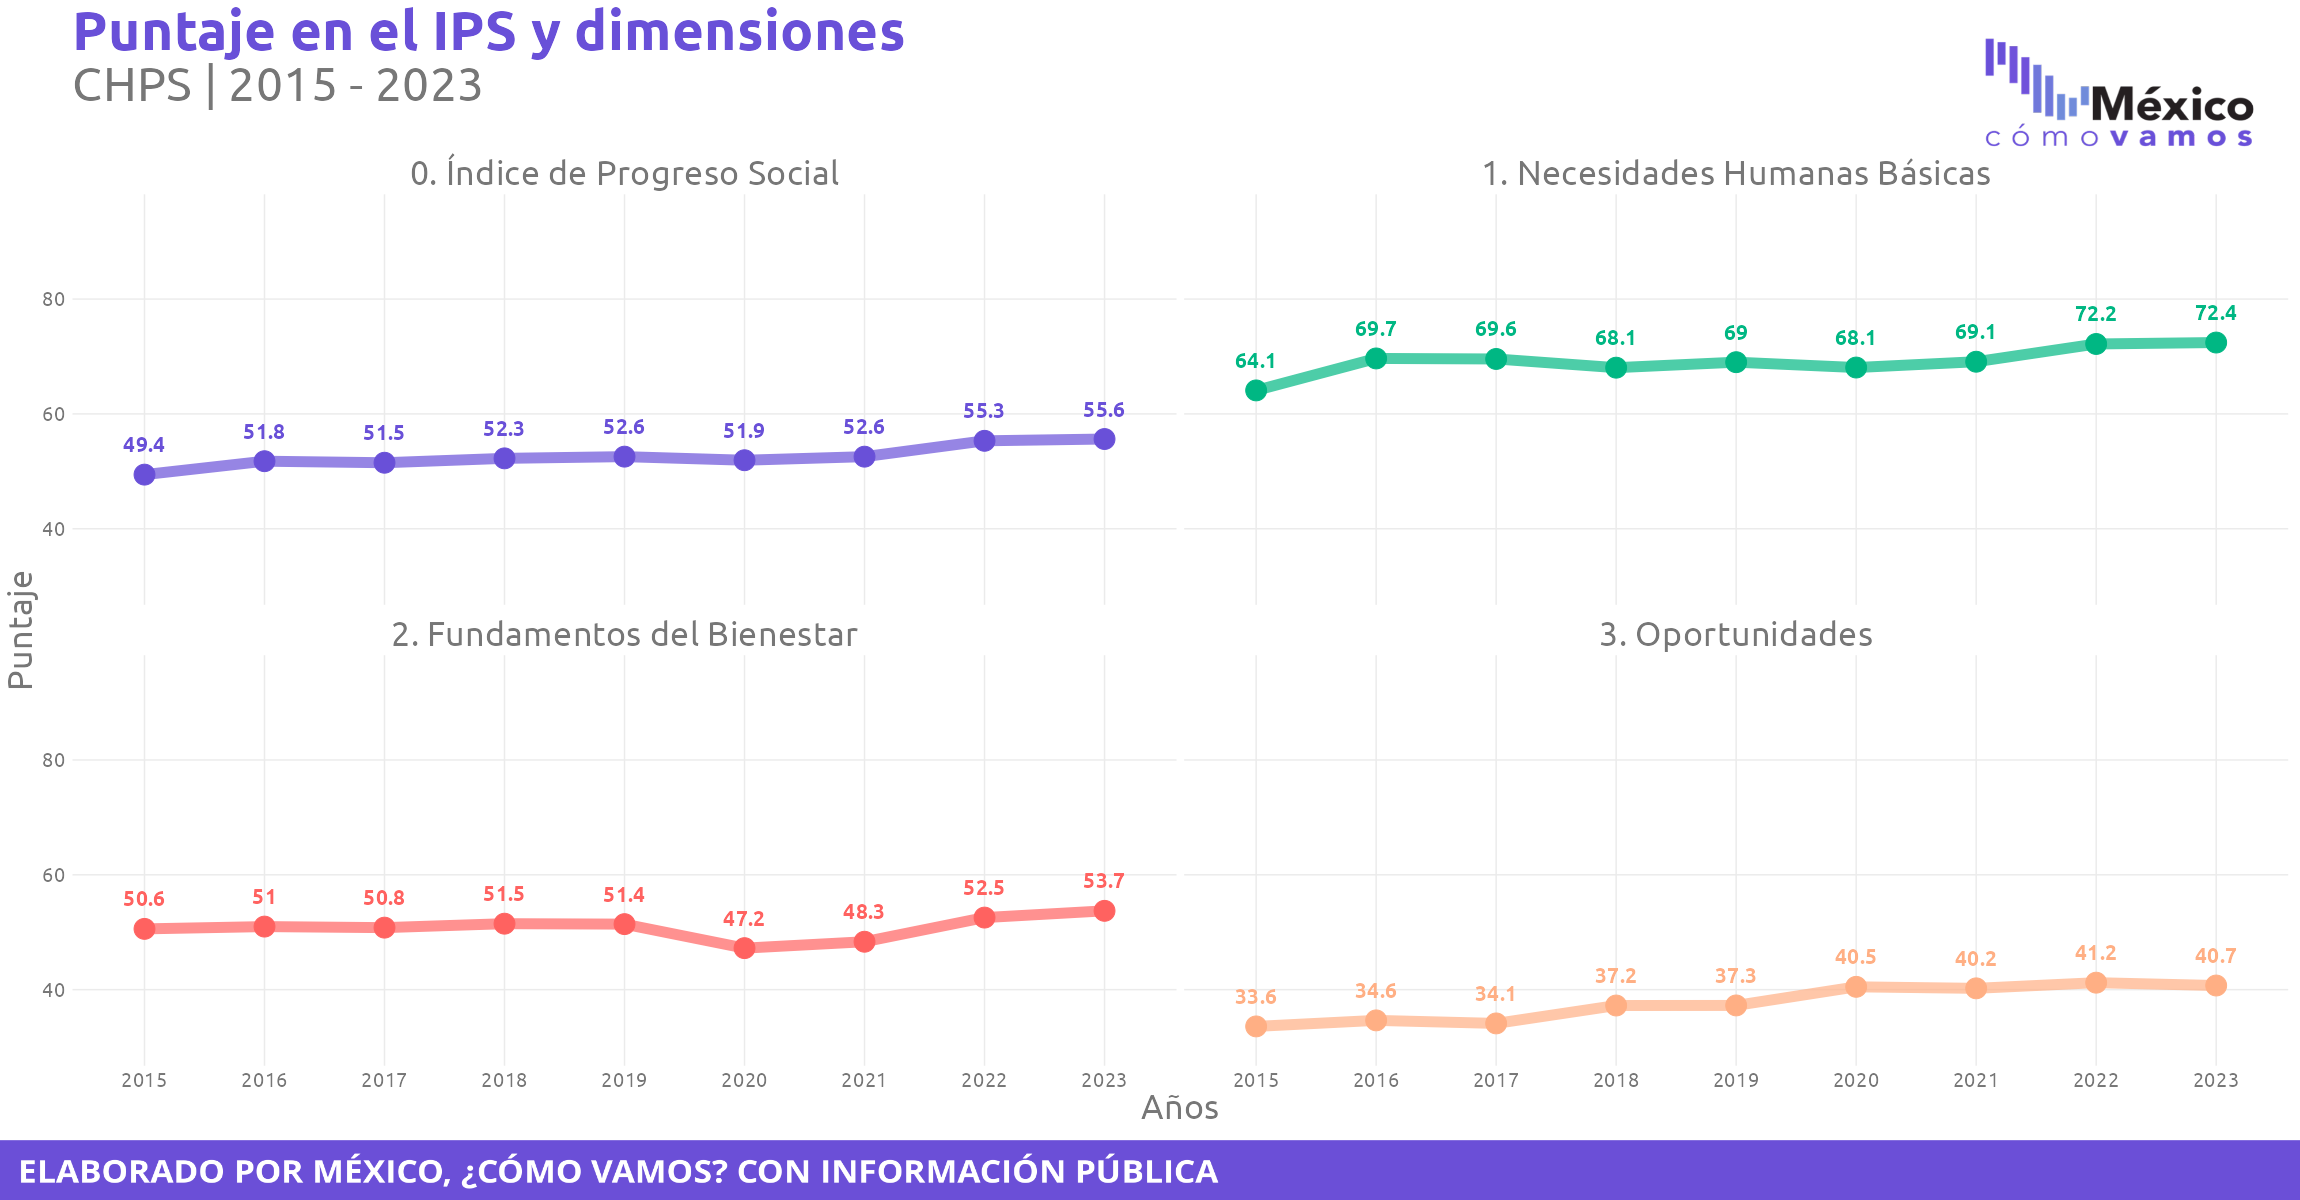 Puntaje en el IPS y dimensiones
CHPS | 2015 - 2023
México
cómo vamos
0. Índice de Progreso Social
80
60
40
49.4 51.8 51.5 52.3 52.6 51.9 52.6 55.3 55.6
1. Necesidades Humanas Básicas
64.1 69.7 69.6 68.1 69 68.1 69.1 72.2 72.4
Puntaje
2. Fundamentos del Bienestar
80
60
40
50.6 51 50.8 51.5 51.4 47.2 48.3 52.5 53.7
2015 2016 2017 2018 2019 2020 2021 2022 2023
3. Oportunidades
33.6 34.6 34.1 37.2 37.3 40.5 40.2 41.2 40.7
2015 2016 2017 2018 2019 2020 2021 2022 2023
Años
ELABORADO POR MÉXICO, ¿CÓMO VAMOS? CON INFORMACIÓN PÚBLICA